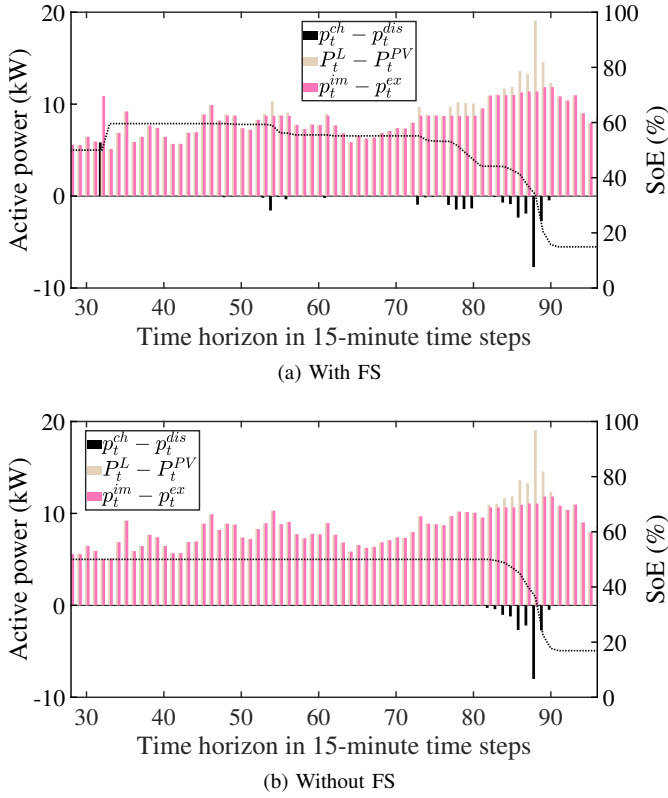 20
100
p_t^{ch} − p_t^{dis}
P_t^L − P_t^{PV}
p_t^{im} − p_t^{ex}
10
80
60
0
40
20
-10
0
Active power (kW)
SoE (%)
30 40 50 60 70 80 90
Time horizon in 15-minute time steps
(a) With FS
20
100
p_t^{ch} − p_t^{dis}
P_t^L − P_t^{PV}
p_t^{im} − p_t^{ex}
10
80
60
0
40
20
-10
0
Active power (kW)
SoE (%)
30 40 50 60 70 80 90
Time horizon in 15-minute time steps
(b) Without FS